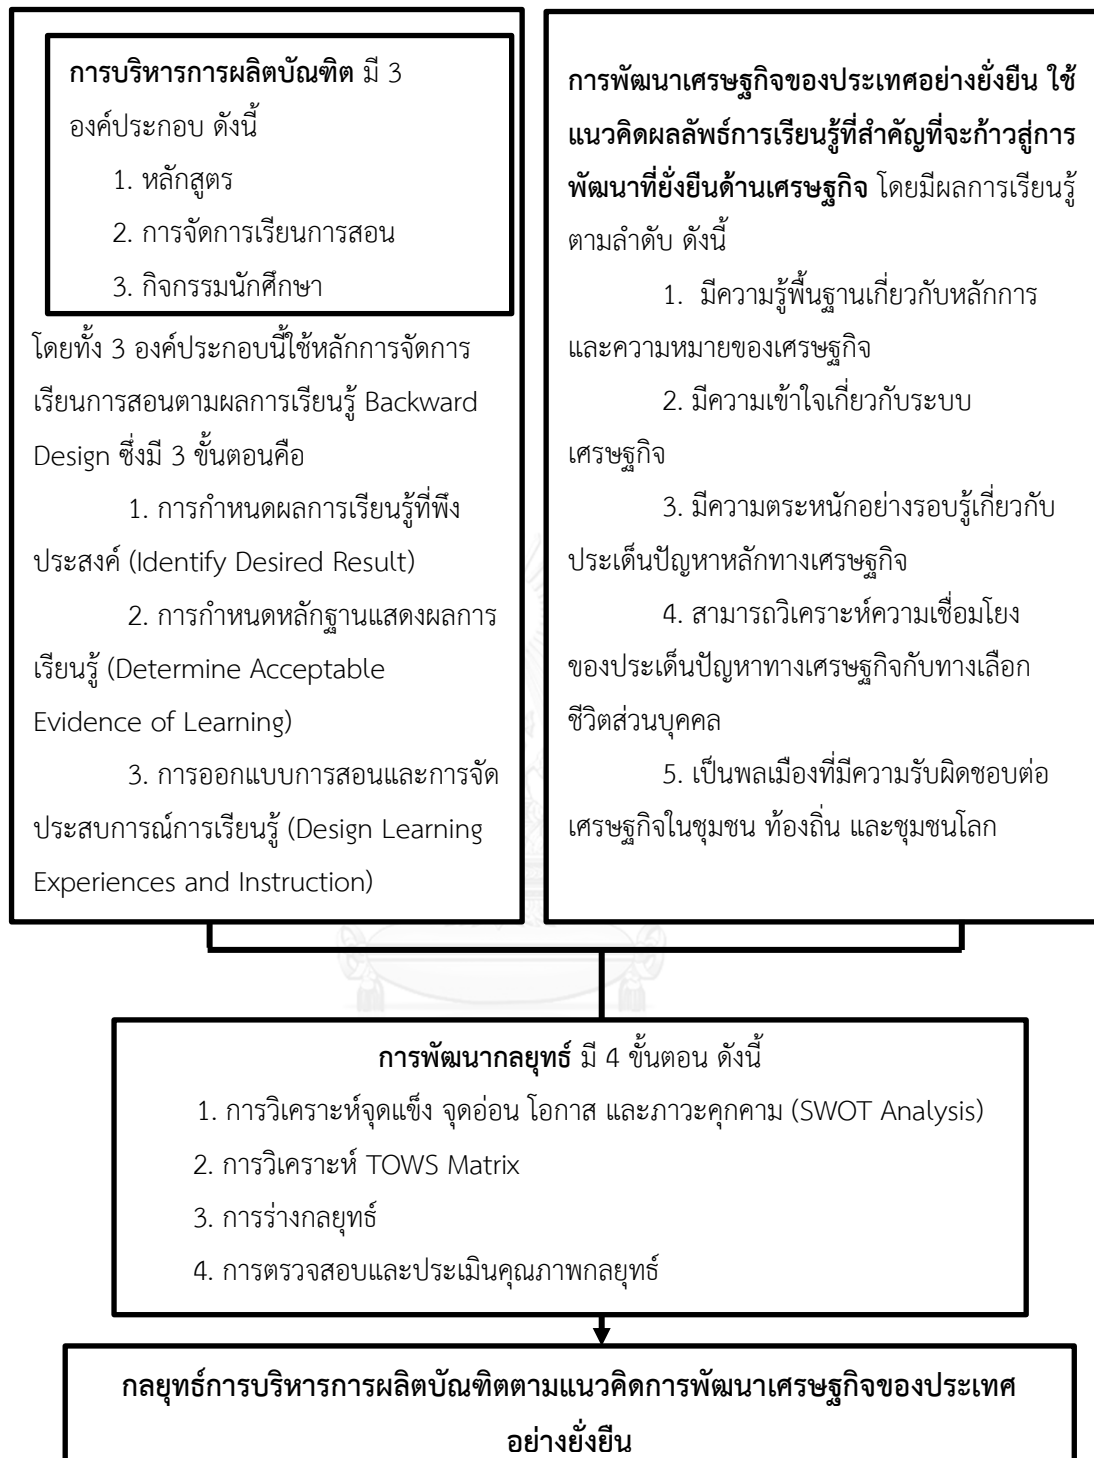 การบริหารการผลิตบัณฑิต มี 3
องค์ประกอบ ดังนี้
1. หลักสูตร
2. การจัดการเรียนการสอน
3. กิจกรรมนักศึกษา
โดยทั้ง 3 องค์ประกอบนี้ใช้หลักการจัดการ
เรียนการสอนตามผลการเรียนรู้ Backward
Design ซึ่งมี 3 ขั้นตอนคือ
1. การกำหนดผลการเรียนรู้ที่พึง
ประสงค์ (Identify Desired Result)
2. การกำหนดหลักฐานแสดงผลการ
เรียนรู้ (Determine Acceptable
Evidence of Learning)
3. การออกแบบการสอนและการจัด
ประสบการณ์การเรียนรู้ (Design Learning
Experiences and Instruction)
การพัฒนาเศรษฐกิจของประเทศอย่างยั่งยืน ใช้
แนวคิดผลลัพธ์การเรียนรู้ที่สำคัญที่จะก้าวสู่การ
พัฒนาที่ยั่งยืนด้านเศรษฐกิจ โดยมีผลการเรียนรู้
ตามลำดับ ดังนี้
1. มีความรู้พื้นฐานเกี่ยวกับหลักการ
และความหมายของเศรษฐกิจ
2. มีความเข้าใจเกี่ยวกับระบบ
เศรษฐกิจ
3. มีความตระหนักอย่างรอบรู้เกี่ยวกับ
ประเด็นปัญหาหลักทางเศรษฐกิจ
4. สามารถวิเคราะห์ความเชื่อมโยง
ของประเด็นปัญหาทางเศรษฐกิจกับทางเลือก
ชีวิตส่วนบุคคล
5. เป็นพลเมืองที่มีความรับผิดชอบต่อ
เศรษฐกิจในชุมชน ท้องถิ่น และชุมชนโลก
การพัฒนากลยุทธ์ มี 4 ขั้นตอน ดังนี้
1. การวิเคราะห์จุดแข็ง จุดอ่อน โอกาส และภาวะคุกคาม (SWOT Analysis)
2. การวิเคราะห์ TOWS Matrix
3. การร่างกลยุทธ์
4. การตรวจสอบและประเมินคุณภาพกลยุทธ์
กลยุทธ์การบริหารการผลิตบัณฑิตตามแนวคิดการพัฒนาเศรษฐกิจของประเทศ
อย่างยั่งยืน